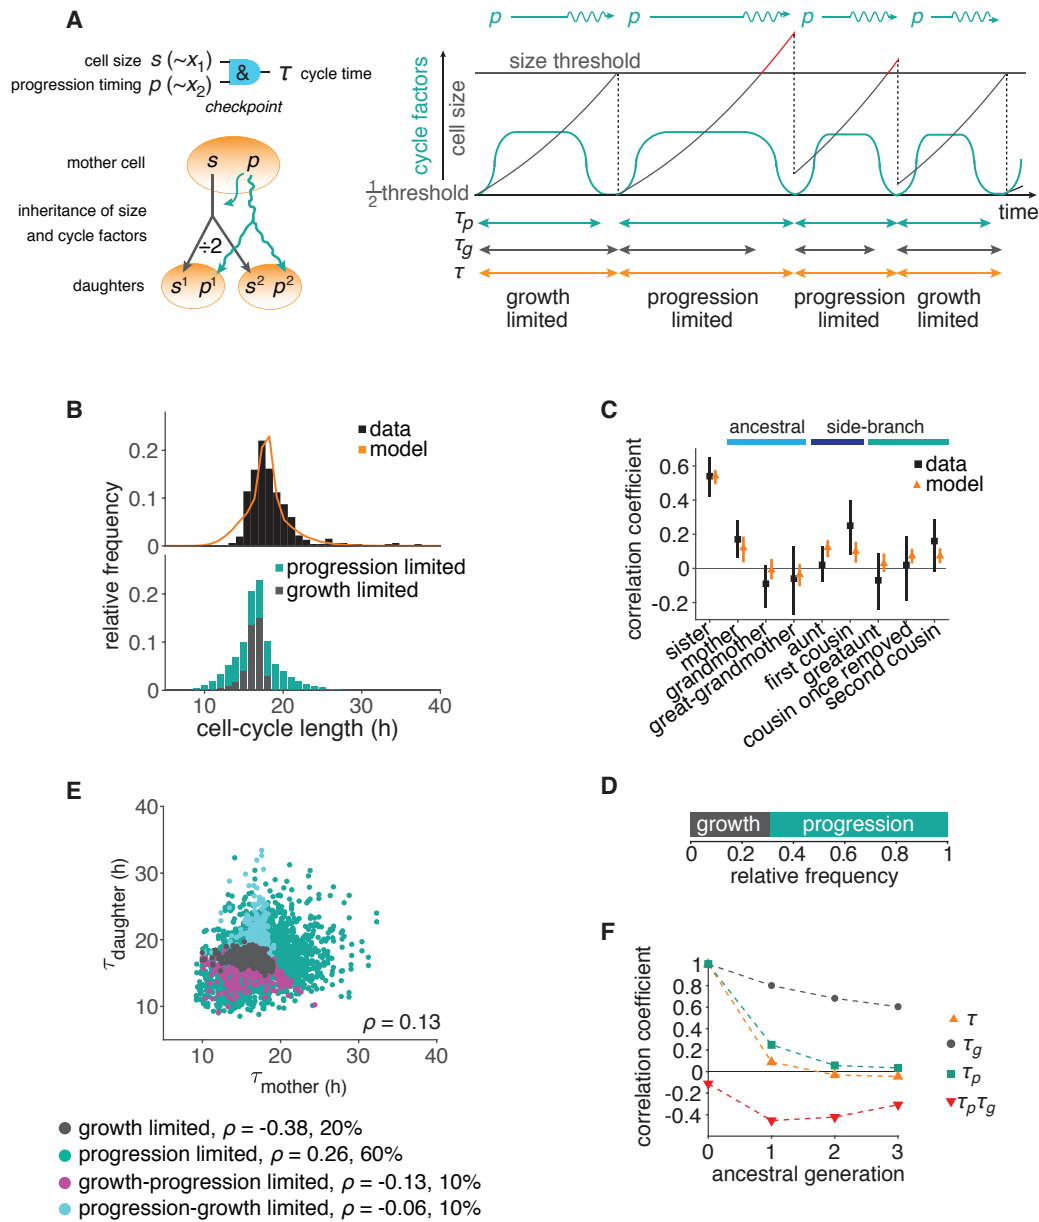 A
cell size s (~x1)
progression timing p (~x2)
&
τ cycle time
checkpoint
mother cell
s p
inheritance of size
and cycle factors
÷2
daughters
s1 p1 s2 p2
p p p p
cycle factors
cell size
size threshold
1/2 threshold
time
τp
τg
τ
growth limited
progression limited
progression limited
growth limited
B
relative frequency
0.2
0.1
0
data
model
0.2
0.1
0
progression limited
growth limited
10 20 30 40
cell-cycle length (h)
C
ancestral side-branch
correlation coefficient
0.6
0.4
0.2
0
-0.2
data
model
sister
mother
grandmother
great-grandmother
aunt
first cousin
greataunt
cousin once removed
second cousin
E
τdaughter (h)
40
30
20
10
ρ = 0.13
10 20 30 40
τmother (h)
growth limited, ρ = -0.38, 20%
progression limited, ρ = 0.26, 60%
growth-progression limited, ρ = -0.13, 10%
progression-growth limited, ρ = -0.06, 10%
D
growth progression
0 0.2 0.4 0.6 0.8 1
relative frequency
F
correlation coefficient
1
0.8
0.6
0.4
0.2
0
-0.2
-0.4
τ
τg
τp
τpτg
0 1 2 3
ancestral generation